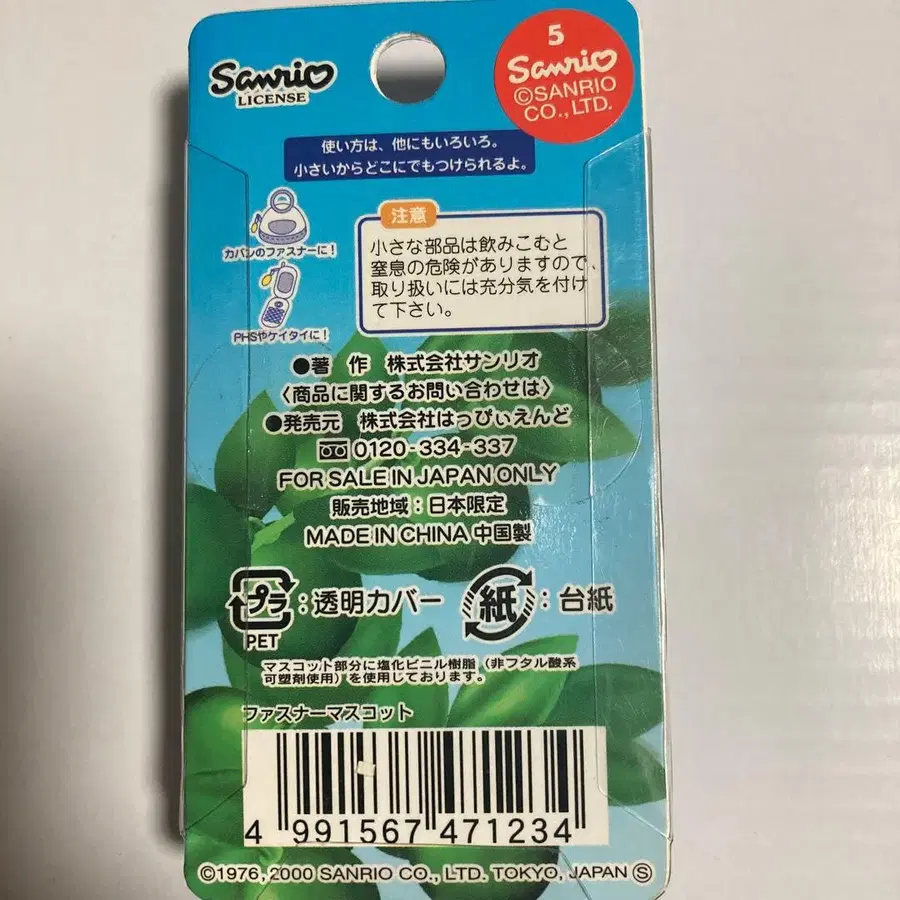 Sanrio
LICENSE
5
Sanrio
©SANRIO
CO., LTD.
使い方は、他にもいろいろ。
小さいからどこにでもつけられるよ。
カバンのファスナーに!
PHSやケイタイに!
注意
小さな部品は飲みこむと
窒息の危険がありますので、
取り扱いには充分気を付け
て下さい。
●著 作 株式会社サンリオ
〈商品に関するお問い合わせは〉
●発売元 株式会社はっぴぃえんど
0120-334-337
FOR SALE IN JAPAN ONLY
販売地域:日本限定
MADE IN CHINA 中国製
プラ:透明カバー
PET
紙:台紙
マスコット部分に塩化ビニル樹脂(非フタル酸系
可塑剤使用)を使用しております。
ファスナーマスコット
4 991567 471234
©1976, 2000 SANRIO CO., LTD. TOKYO, JAPAN Ⓢ